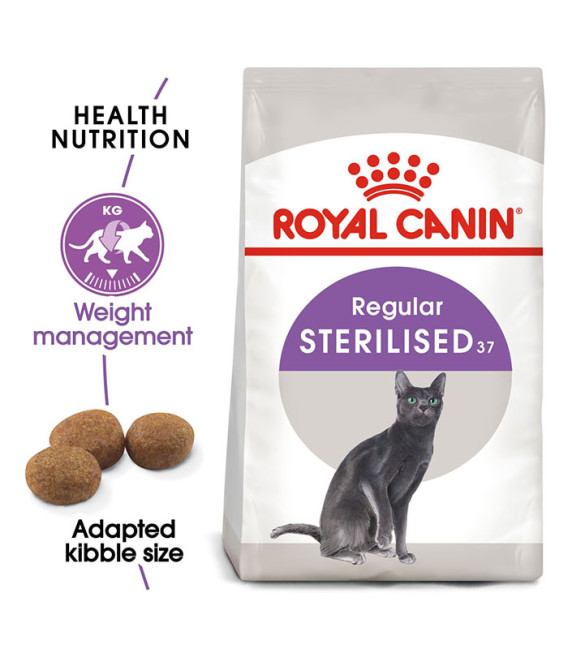 HEALTH
NUTRITION
KG
Weight
management
Adapted
kibble size
ROYAL CANIN®
Regular
STERILISED 37